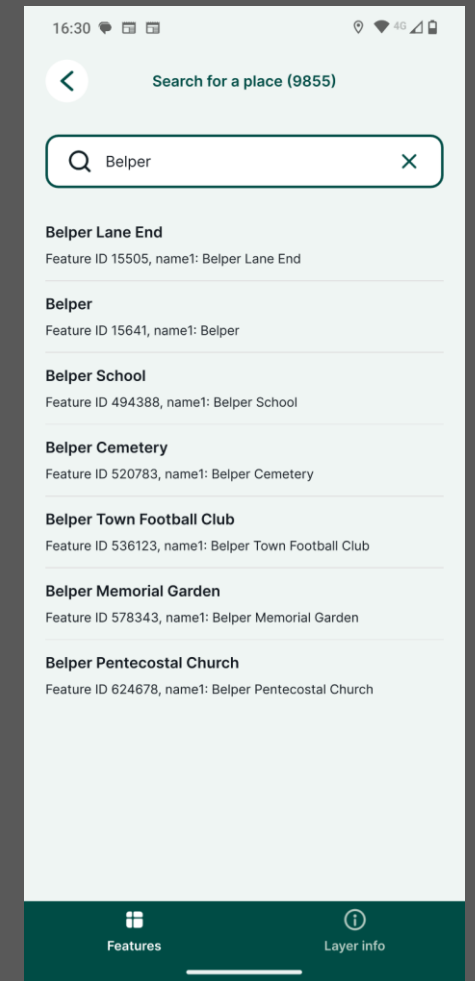 16:30 4G
Search for a place (9855)
Belper
Belper Lane End
Feature ID 15505, name1: Belper Lane End
Belper
Feature ID 15641, name1: Belper
Belper School
Feature ID 494388, name1: Belper School
Belper Cemetery
Feature ID 520783, name1: Belper Cemetery
Belper Town Football Club
Feature ID 536123, name1: Belper Town Football Club
Belper Memorial Garden
Feature ID 578343, name1: Belper Memorial Garden
Belper Pentecostal Church
Feature ID 624678, name1: Belper Pentecostal Church
Features Layer info